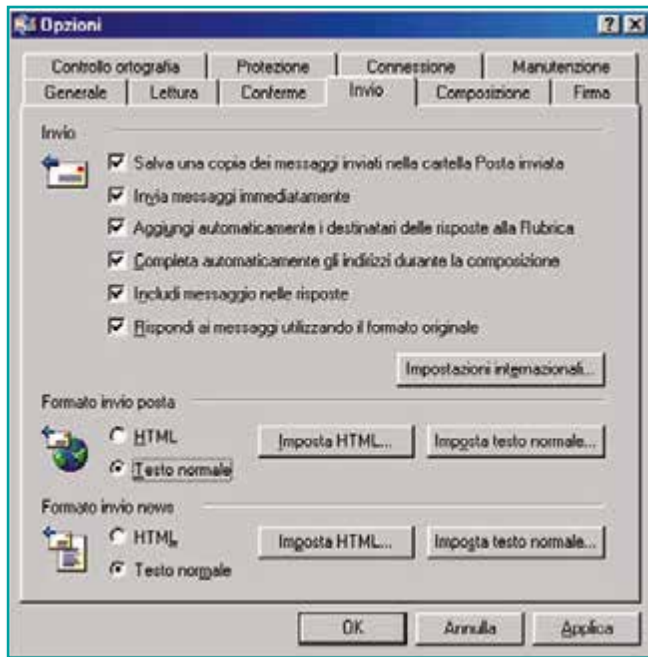 Opzioni
Controllo ortografia Protezione Connessione Manutenzione
Generale Lettura Conferme Invio Composizione Firma
Invio
Salva una copia dei messaggi inviati nella cartella Posta inviata
Invia messaggi immediatamente
Aggiungi automaticamente i destinatari delle risposte alla Rubrica
Completa automaticamente gli indirizzi durante la composizione
Includi messaggio nelle risposte
Rispondi ai messaggi utilizzando il formato originale
Impostazioni internazionali...
Formato invio posta
HTML Imposta HTML... Imposta testo normale...
Testo normale
Formato invio news
HTML Imposta HTML... Imposta testo normale...
Testo normale
OK Annulla Applica